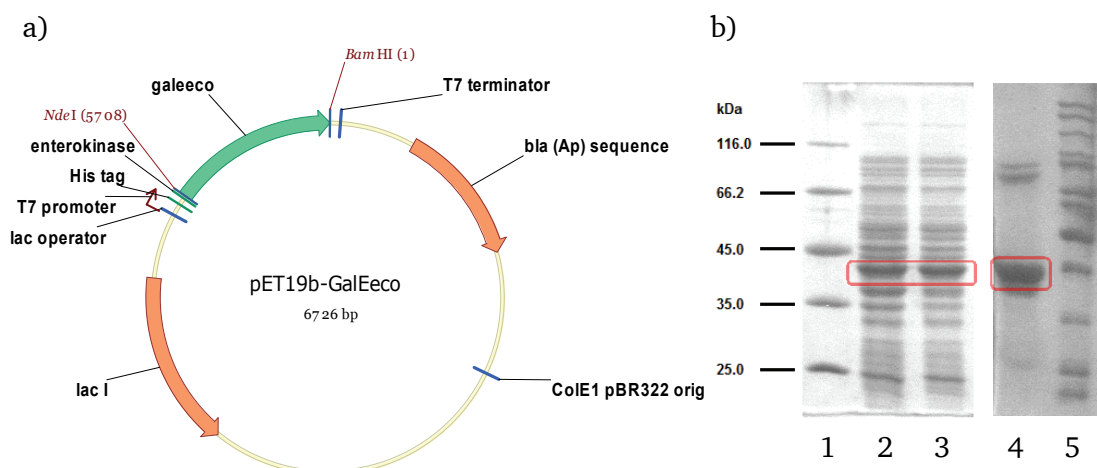 a)
BamHI (1)
galeeco
T7 terminator
NdeI (5708)
enterokinase
His tag
T7 promoter
lac operator
bla (Ap) sequence
pET19b-GalEeco
6726 bp
lac I
ColE1 pBR322 orig
b)
kDa
116.0
66.2
45.0
35.0
25.0
1 2 3 4 5